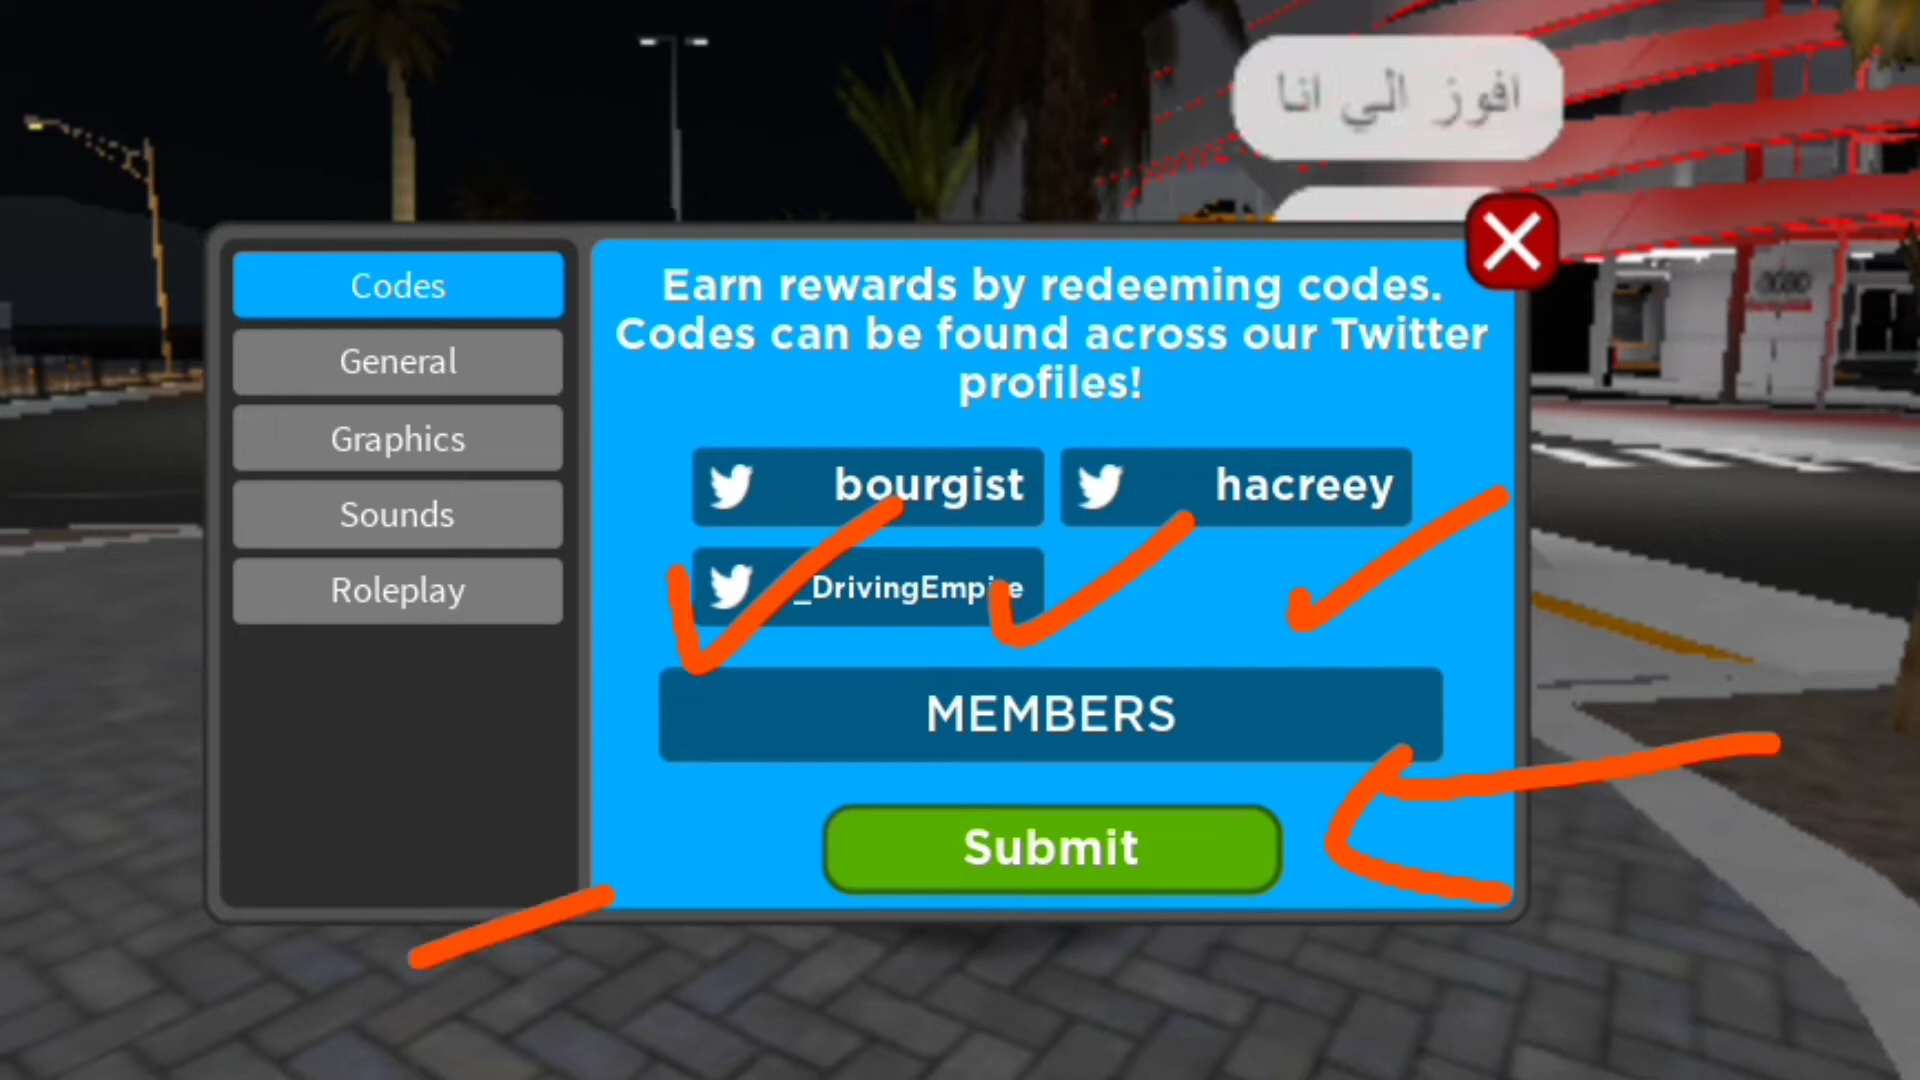 افوز الي انا
Codes
General
Graphics
Sounds
Roleplay
Earn rewards by redeeming codes.
Codes can be found across our Twitter
profiles!
bourgist
hacreey
_DrivingEmpire
MEMBERS
Submit